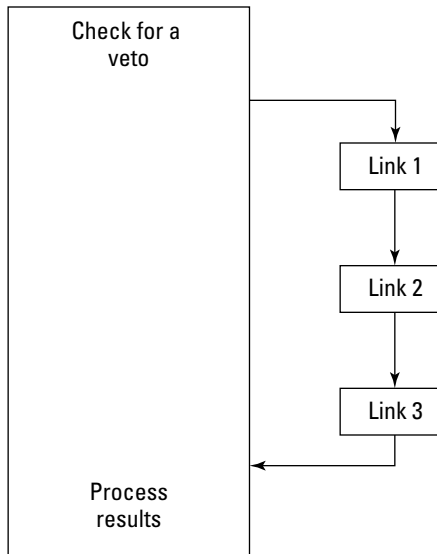 Check for a
veto
Link 1
Link 2
Link 3
Process
results